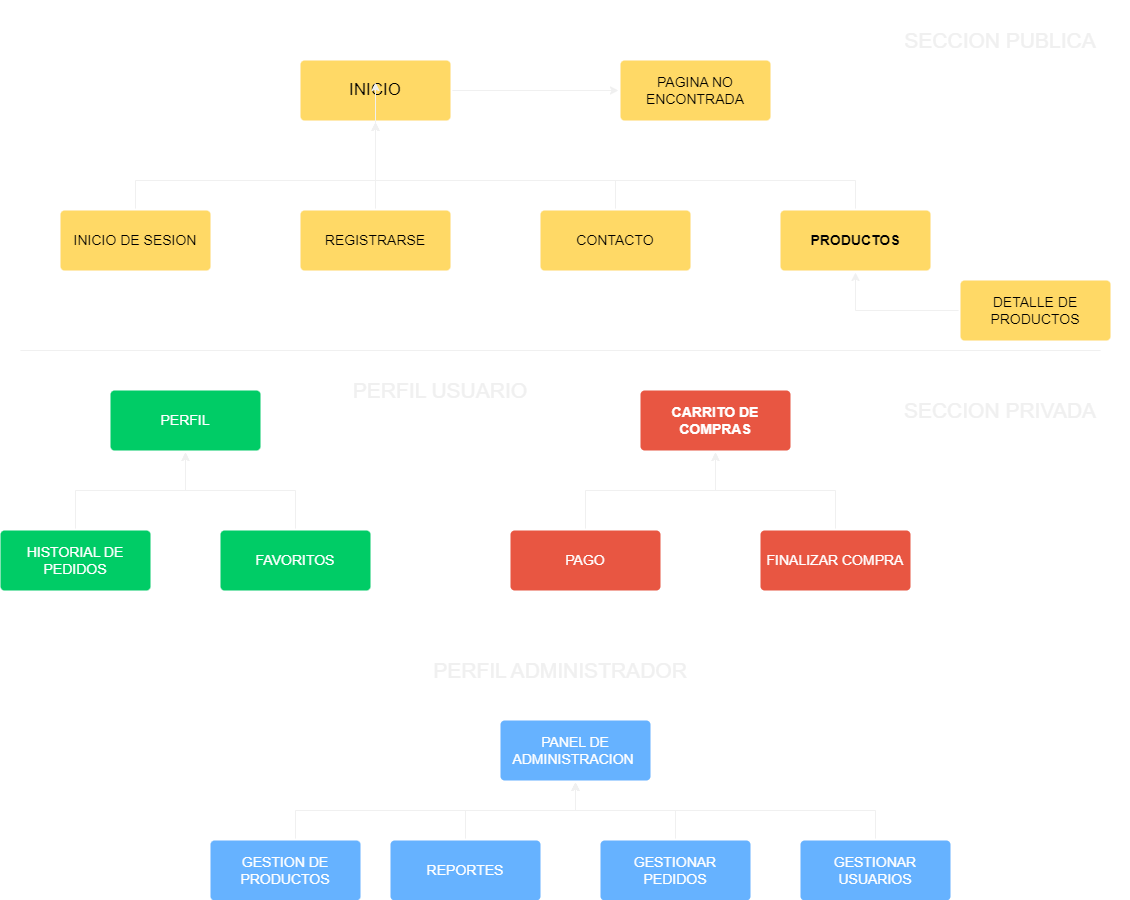 SECCION PUBLICA
INICIO
PAGINA NO
ENCONTRADA
INICIO DE SESION
REGISTRARSE
CONTACTO
PRODUCTOS
DETALLE DE
PRODUCTOS
PERFIL USUARIO
SECCION PRIVADA
PERFIL
CARRITO DE
COMPRAS
HISTORIAL DE
PEDIDOS
FAVORITOS
PAGO
FINALIZAR COMPRA
PERFIL ADMINISTRADOR
PANEL DE
ADMINISTRACION
GESTION DE
PRODUCTOS
REPORTES
GESTIONAR
PEDIDOS
GESTIONAR
USUARIOS